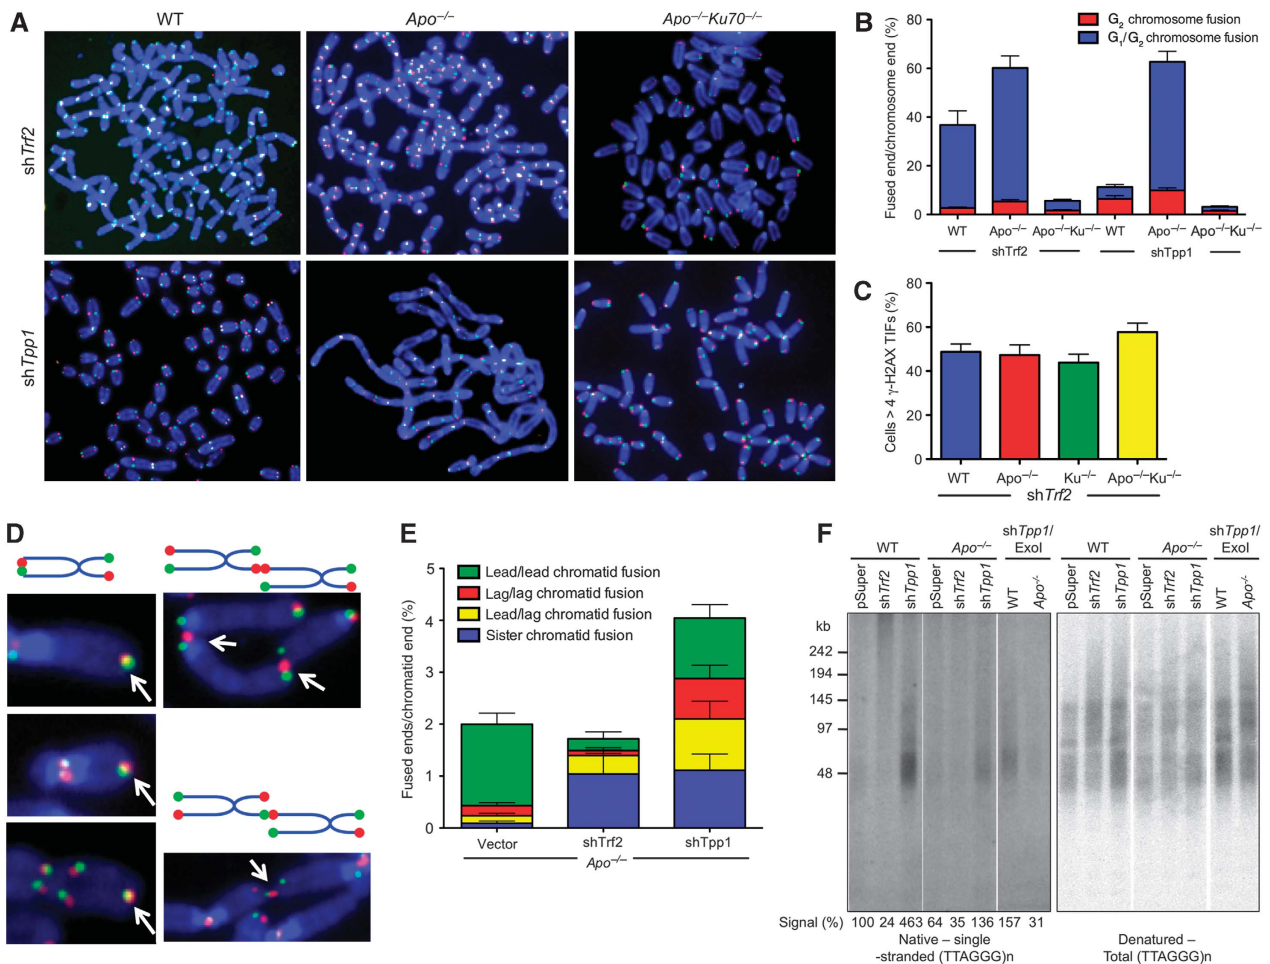 A
WT
Apo–/–
Apo–/–Ku70–/–
shTrf2
shTpp1
B
G2 chromosome fusion
G1/G2 chromosome fusion
Fused end/chromosome end (%)
80
60
40
20
0
WT
Apo–/–
Apo–/–Ku–/–
WT
Apo–/–
Apo–/–Ku–/–
shTrf2
shTpp1
C
Cells > 4 γ-H2AX TIFs (%)
80
60
40
20
0
WT
Apo–/–
Ku–/–
Apo–/–Ku–/–
shTrf2
D
E
Lead/lead chromatid fusion
Lag/lag chromatid fusion
Lead/lag chromatid fusion
Sister chromatid fusion
Fused ends/chromatid end (%)
5
4
3
2
1
0
Vector
shTrf2
shTpp1
Apo–/–
F
WT
Apo–/–
shTpp1/
ExoI
WT
Apo–/–
shTpp1/
ExoI
pSuper
shTrf2
shTpp1
pSuper
shTrf2
shTpp1
WT
Apo-/-
pSuper
shTrf2
shTpp1
pSuper
shTrf2
shTpp1
WT
Apo–/–
kb
242
194
145
97
48
Signal (%) 100 24 463 64 35 136 157 31
Native – single
-stranded (TTAGGG)n
Denatured –
Total (TTAGGG)n